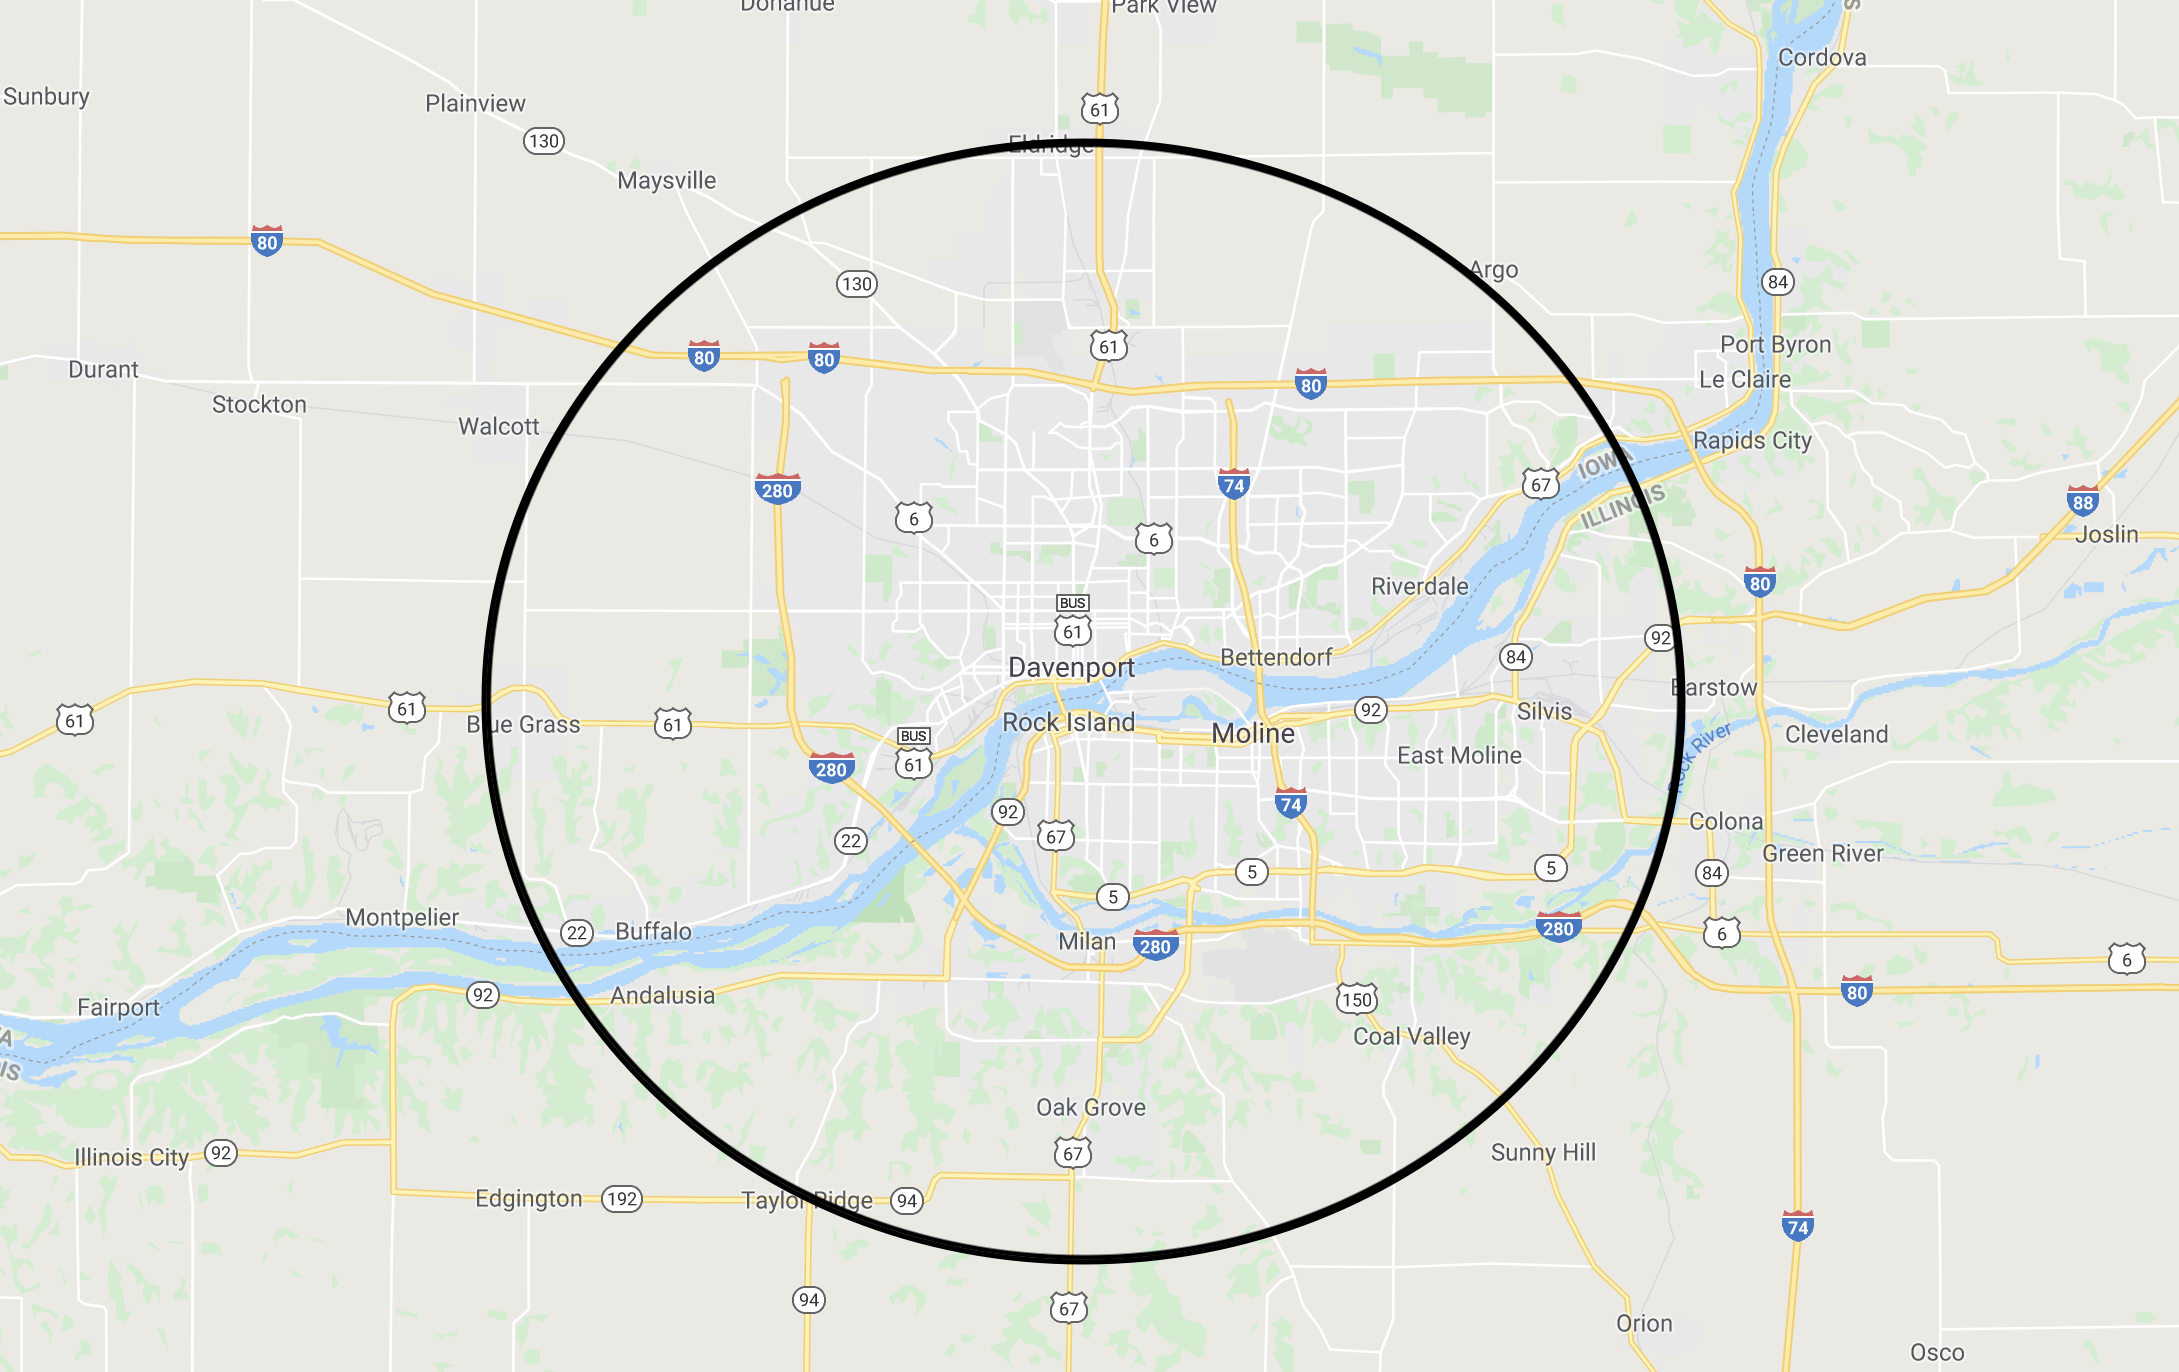 Donahue
Park View
Cordova
Sunbury
Plainview
61
130
Eldridge
Maysville
80
Argo
130
84
61
Port Byron
80
80
Durant
Le Claire
80
Stockton
Walcott
Rapids City
IOWA
67
74
280
88
ILLINOIS
6
Joslin
6
80
Riverdale
BUS
61
92
Davenport
Bettendorf
84
Barstow
61
61
Blue Grass
61
Rock Island
92
Silvis
BUS
Moline
Cleveland
61
280
East Moline
Rock River
74
92
Colona
67
22
Green River
5
5
84
5
Montpelier
22
Buffalo
Milan
280
280
6
6
92
Andalusia
80
150
Fairport
Coal Valley
Oak Grove
Illinois City
92
67
Sunny Hill
Edgington
192
Taylor Ridge
94
74
94
67
Orion
Osco